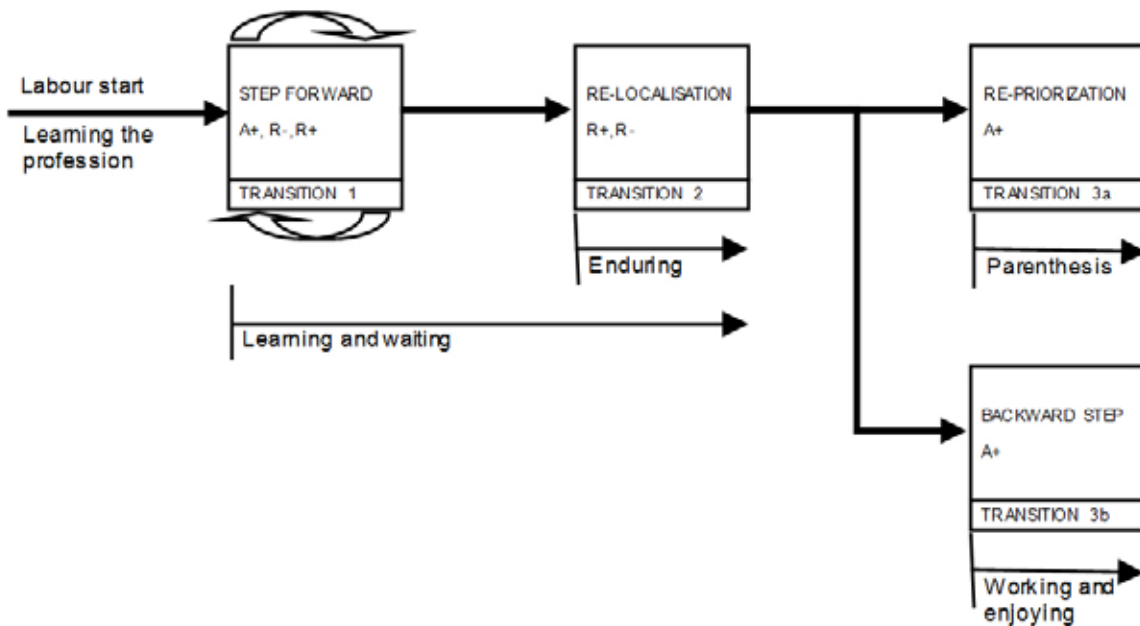 Labour start
Learning the
profession
STEP FORWARD
A+, R-,R+
TRANSITION 1
RE-LOCALISATION
R+,R-
TRANSITION 2
RE-PRIORIZATION
A+
TRANSITION 3a
Enduring
Parenthesis
Learning and waiting
BACKWARD STEP
A+
TRANSITION 3b
Working and
enjoying